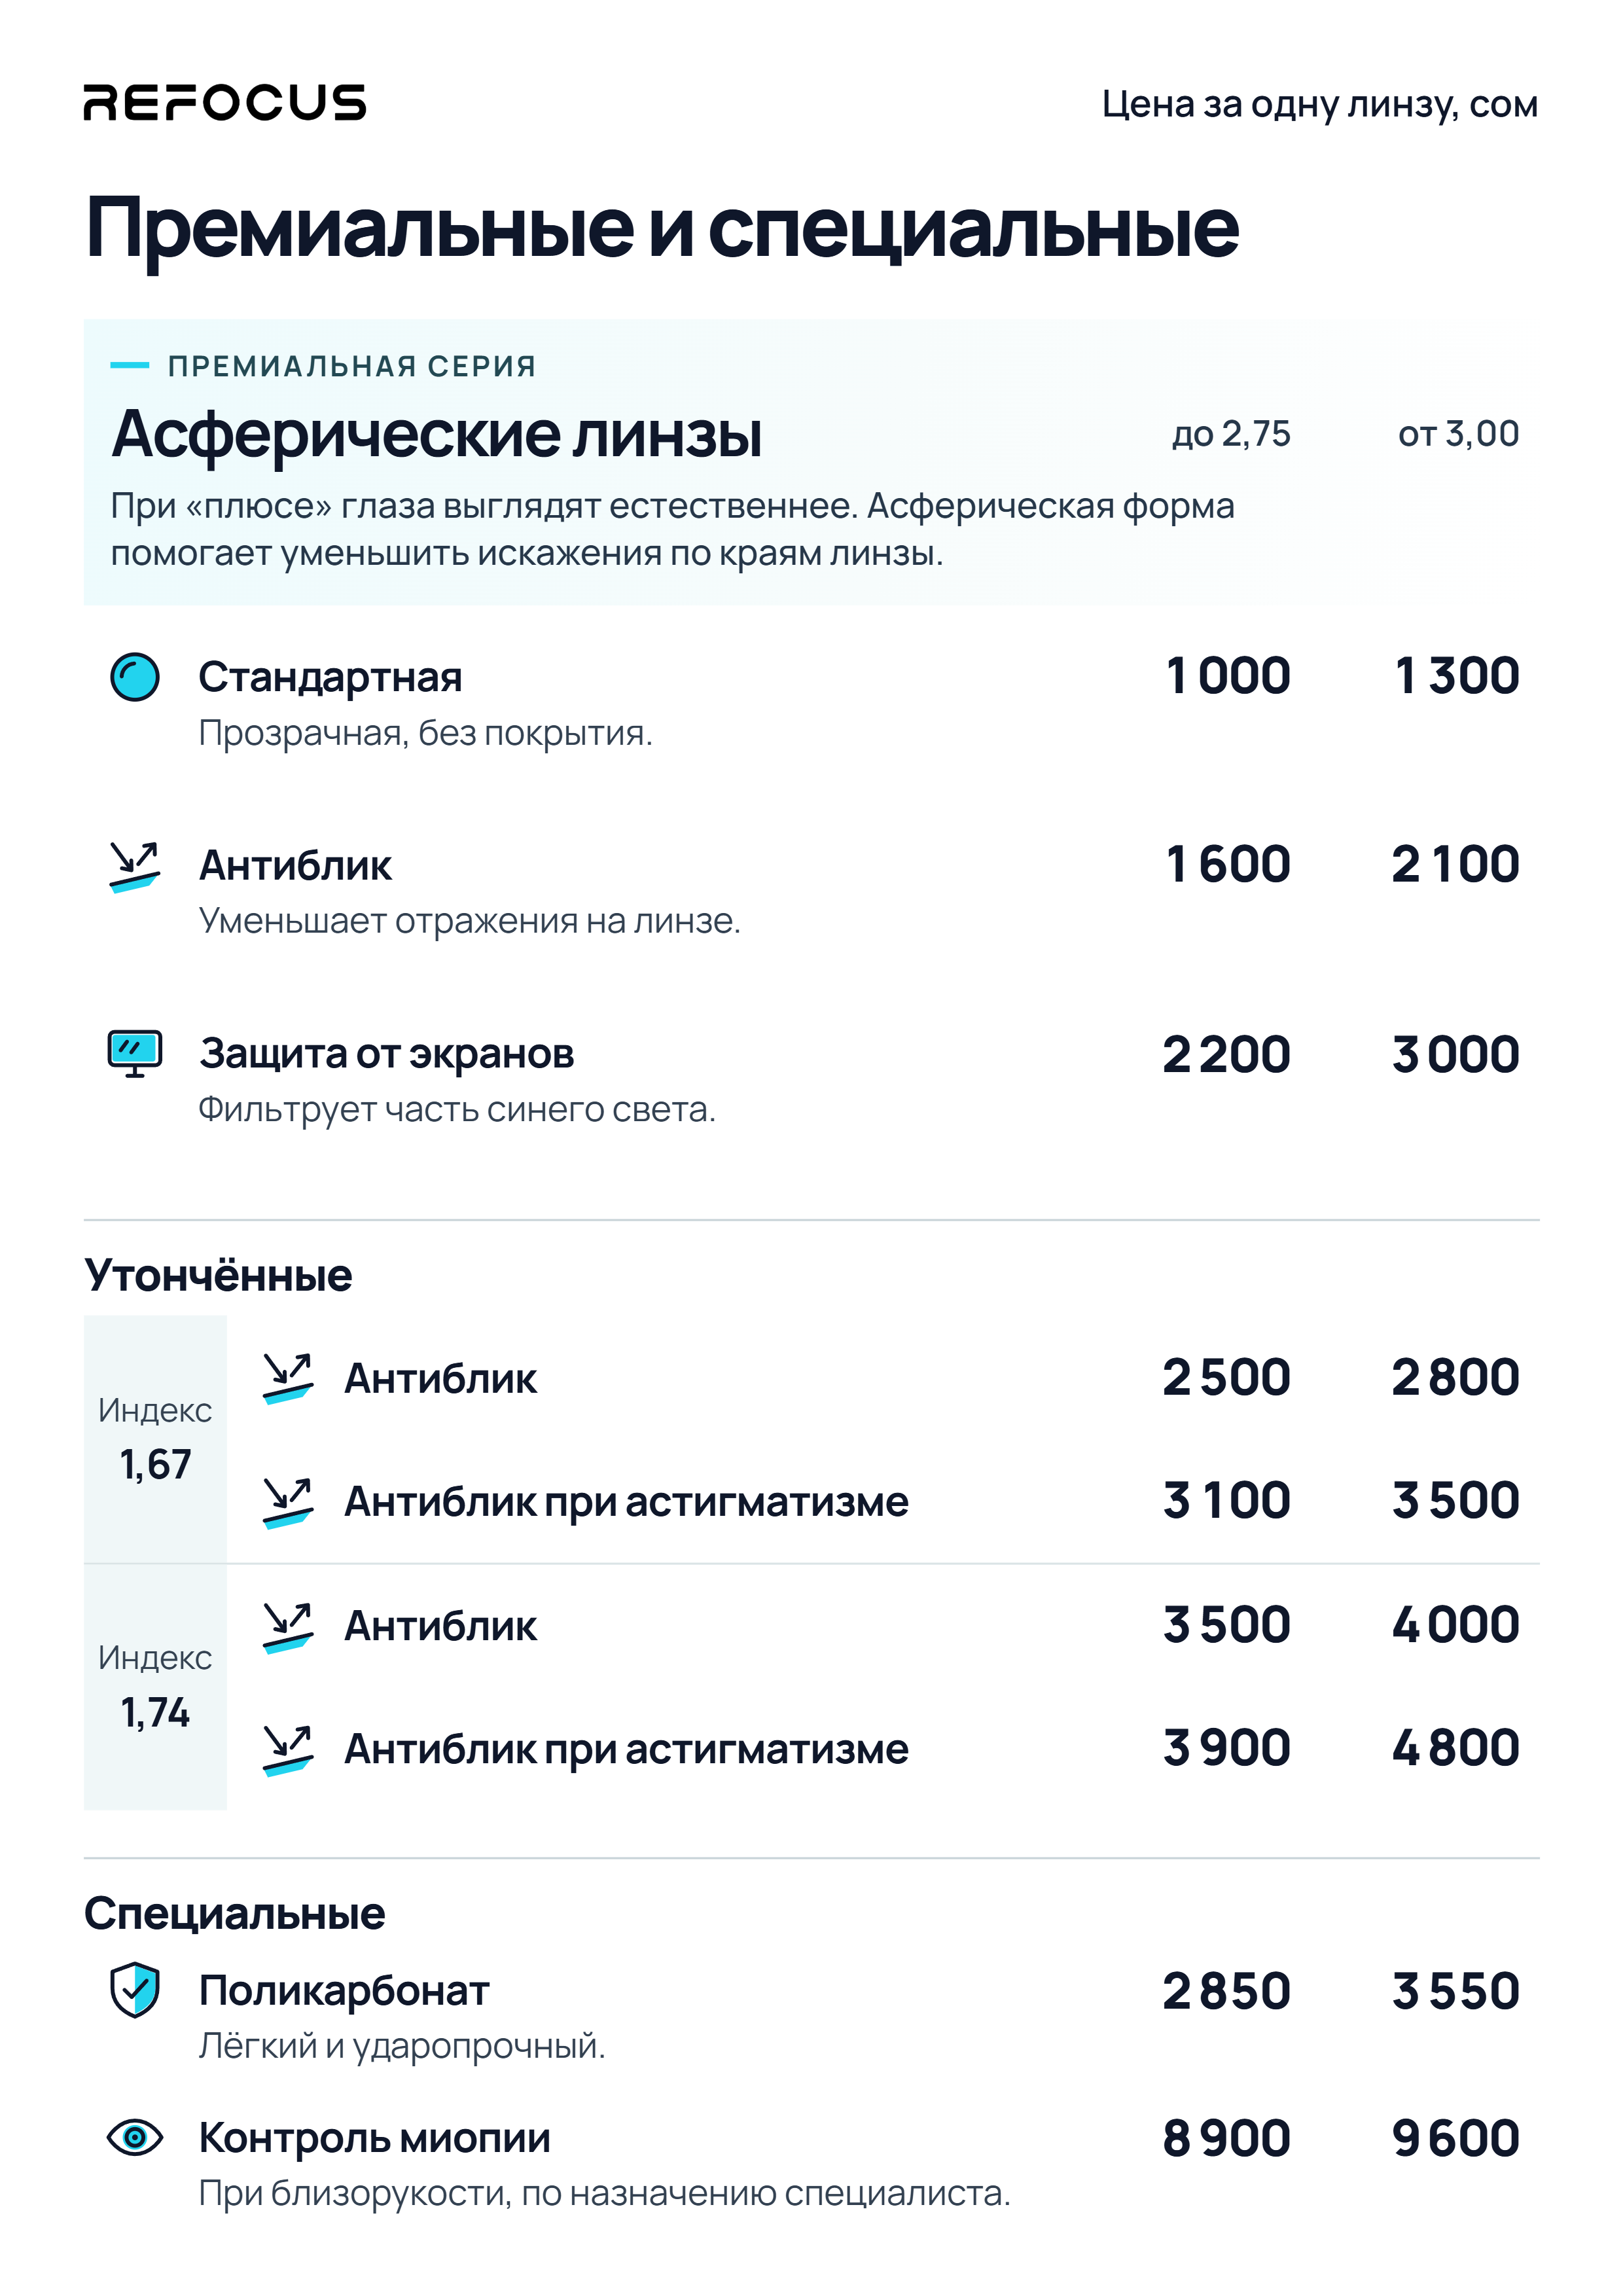 REFOCUS
Цена за одну линзу, сом
Премиальные и специальные
ПРЕМИАЛЬНАЯ СЕРИЯ
Асферические линзы до 2,75 от 3,00
При «плюсе» глаза выглядят естественнее. Асферическая форма
помогает уменьшить искажения по краям линзы.
Стандартная 1 000 1 300
Прозрачная, без покрытия.
Антиблик 1 600 2 100
Уменьшает отражения на линзе.
Защита от экранов 2 200 3 000
Фильтрует часть синего света.
Утончённые
Индекс
1,67
Антиблик 2 500 2 800
Антиблик при астигматизме 3 100 3 500
Индекс
1,74
Антиблик 3 500 4 000
Антиблик при астигматизме 3 900 4 800
Специальные
Поликарбонат 2 850 3 550
Лёгкий и ударопрочный.
Контроль миопии 8 900 9 600
При близорукости, по назначению специалиста.